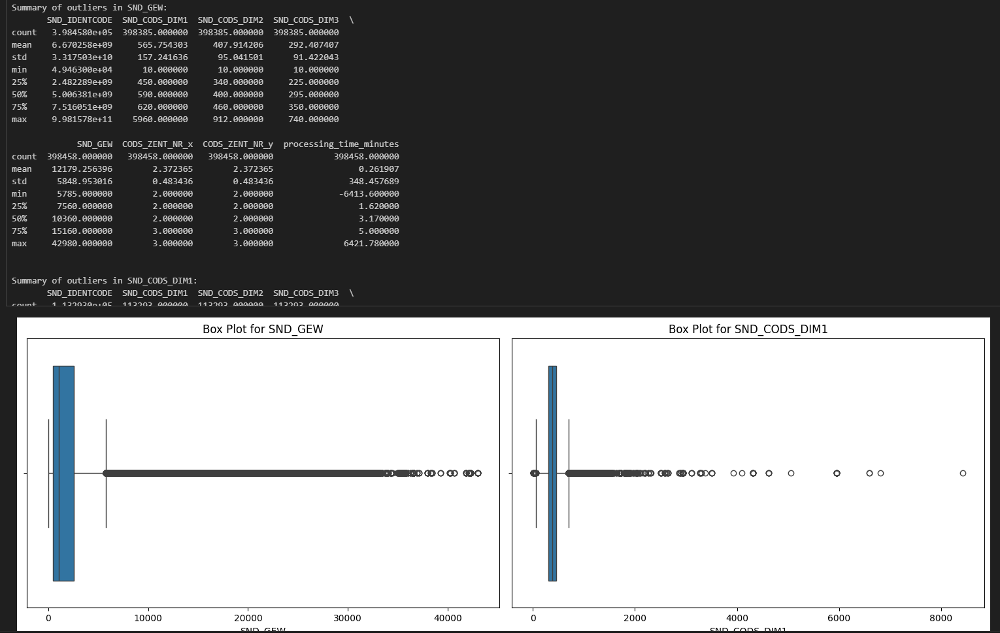 Summary of outliers in SND_GEW:
SND_IDENTCODE SND_CODS_DIM1 SND_CODS_DIM2 SND_CODS_DIM3 \
count 3.984580e+05 398385.000000 398385.000000 398385.000000
mean 6.670258e+09 565.754303 407.914206 292.407407
std 3.317503e+10 157.241636 95.041501 91.422043
min 4.946300e+04 10.000000 10.000000 10.000000
25% 2.482289e+09 450.000000 340.000000 225.000000
50% 5.006381e+09 590.000000 400.000000 295.000000
75% 7.516051e+09 620.000000 460.000000 350.000000
max 9.981578e+11 5960.000000 912.000000 740.000000
SND_GEW CODS_ZENT_NR_x CODS_ZENT_NR_y processing_time_minutes
count 398458.000000 398458.000000 398458.000000 398458.000000
mean 12179.256396 2.372365 2.372365 0.261907
std 5848.953016 0.483436 0.483436 348.457689
min 5785.000000 2.000000 2.000000 -6413.600000
25% 7560.000000 2.000000 2.000000 1.620000
50% 10360.000000 2.000000 2.000000 3.170000
75% 15160.000000 3.000000 3.000000 5.000000
max 42980.000000 3.000000 3.000000 6421.780000
Summary of outliers in SND_CODS_DIM1:
SND_IDENTCODE SND_CODS_DIM1 SND_CODS_DIM2 SND_CODS_DIM3 \
count 1.132930e+05 113293.000000 113293.000000 113293.000000
Box Plot for SND_GEW
Box Plot for SND_CODS_DIM1
0 10000 20000 30000 40000
0 2000 4000 6000 8000
SND_GEW
SND_CODS_DIM1